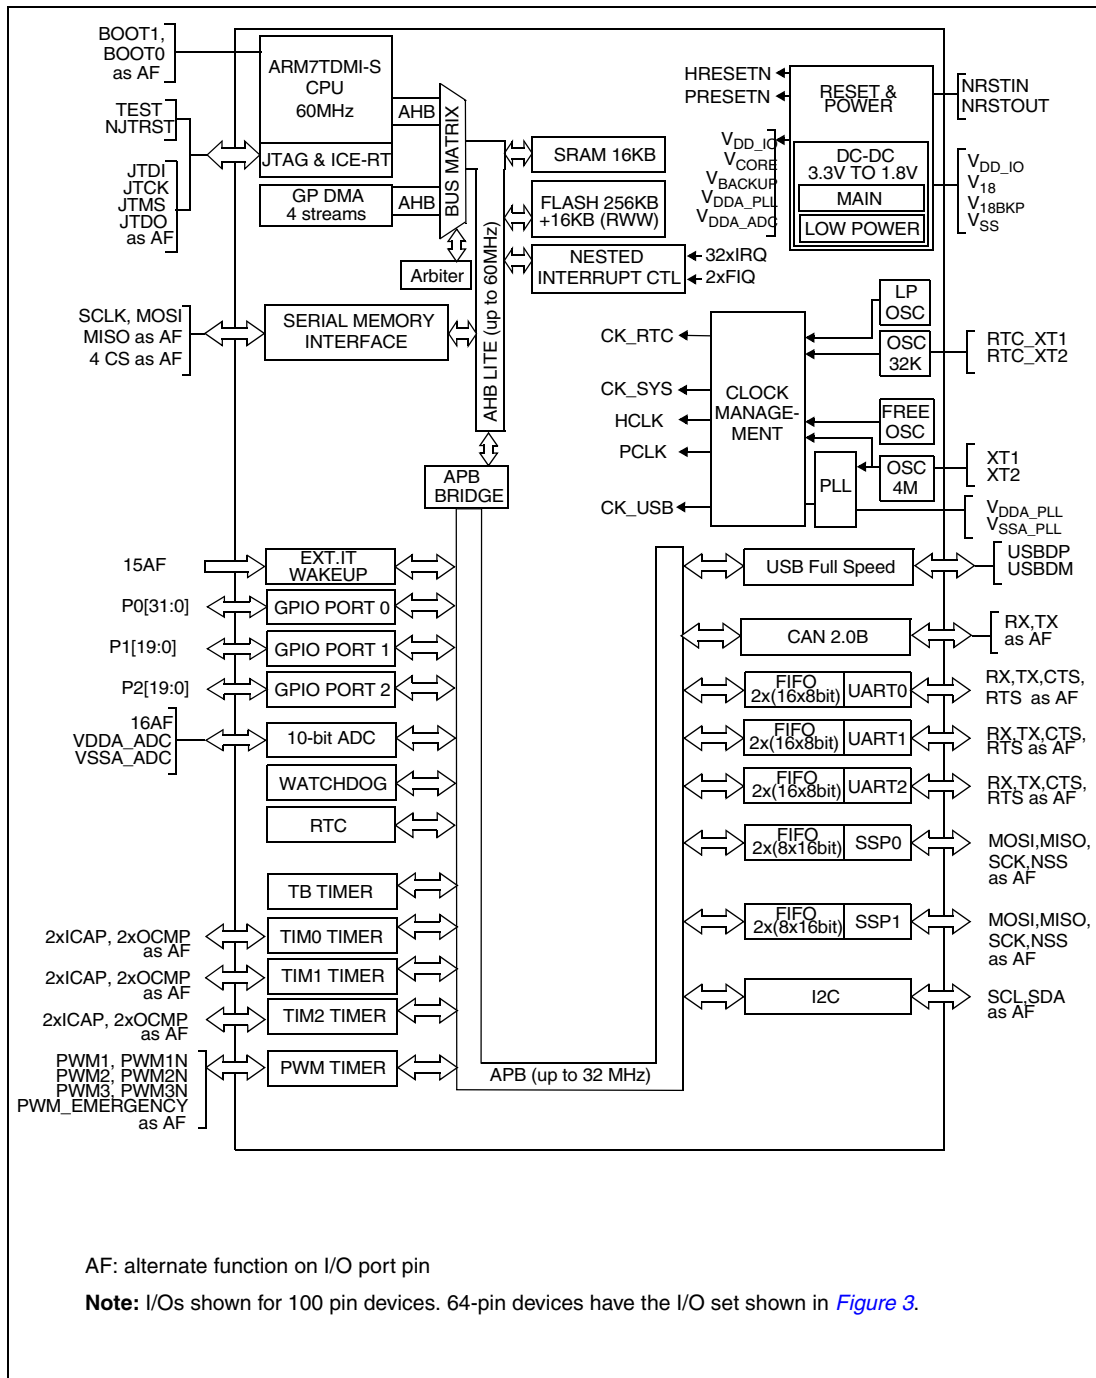 BOOT1,
BOOT0
as AF
TEST
NJTRST
JTDI
JTCK
JTMS
JTDO
as AF
ARM7TDMI-S
CPU
60MHz
JTAG & ICE-RT
GP DMA
4 streams
AHB
AHB
BUS MATRIX
Arbiter
SRAM 16KB
FLASH 256KB
+16KB (RWW)
NESTED
INTERRUPT CTL
32xIRQ
2xFIQ
AHB LITE (up to 60MHz)
HRESETN
PRESETN
VDD_IO
VCORE
VBACKUP
VDDA_PLL
VDDA_ADC
RESET &
POWER
DC-DC
3.3V TO 1.8V
MAIN
LOW POWER
NRSTIN
NRSTOUT
VDD_IO
V18
V18BKP
VSS
SCLK, MOSI
MISO as AF
4 CS as AF
SERIAL MEMORY
INTERFACE
APB
BRIDGE
CK_RTC
CK_SYS
HCLK
PCLK
CK_USB
CLOCK
MANAGE-
MENT
LP
OSC
OSC
32K
FREE
OSC
OSC
4M
PLL
RTC_XT1
RTC_XT2
XT1
XT2
VDDA_PLL
VSSA_PLL
15AF
EXT.IT
WAKEUP
P0[31:0]
GPIO PORT 0
P1[19:0]
GPIO PORT 1
P2[19:0]
GPIO PORT 2
16AF
VDDA_ADC
VSSA_ADC
10-bit ADC
WATCHDOG
RTC
TB TIMER
2xICAP, 2xOCMP
as AF
TIM0 TIMER
2xICAP, 2xOCMP
as AF
TIM1 TIMER
2xICAP, 2xOCMP
as AF
TIM2 TIMER
PWM1, PWM1N
PWM2, PWM2N
PWM3, PWM3N
PWM_EMERGENCY
as AF
PWM TIMER
APB (up to 32 MHz)
USB Full Speed
USBDP
USBDM
CAN 2.0B
RX,TX
as AF
FIFO
2x(16x8bit)
UART0
RX,TX,CTS,
RTS as AF
FIFO
2x(16x8bit)
UART1
RX,TX,CTS,
RTS as AF
FIFO
2x(16x8bit)
UART2
RX,TX,CTS,
RTS as AF
FIFO
2x(8x16bit)
SSP0
MOSI,MISO,
SCK,NSS
as AF
FIFO
2x(8x16bit)
SSP1
MOSI,MISO,
SCK,NSS
as AF
I2C
SCL,SDA
as AF
AF: alternate function on I/O port pin
Note: I/Os shown for 100 pin devices. 64-pin devices have the I/O set shown in Figure 3.